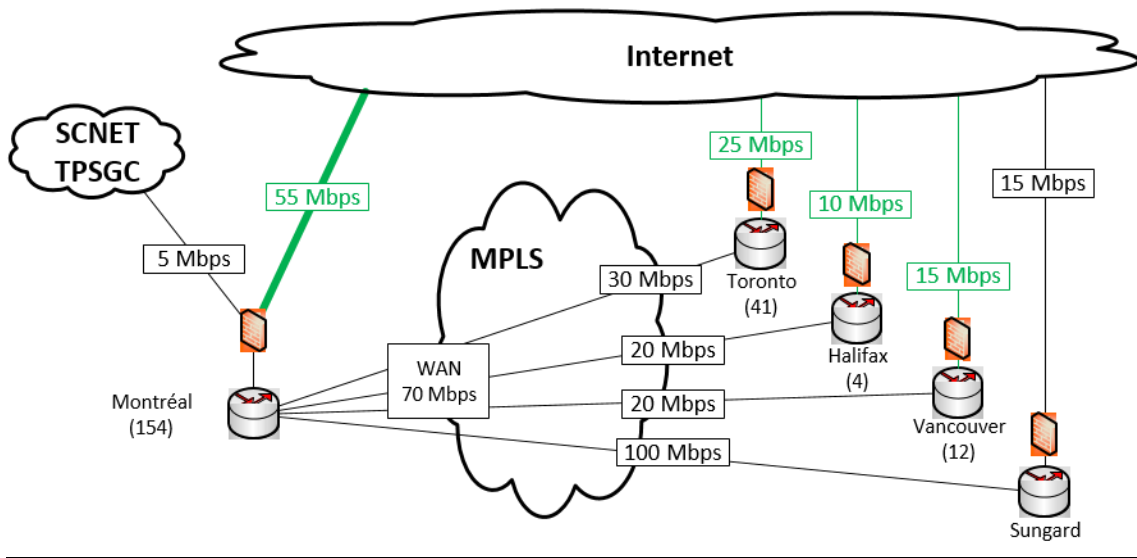 Internet
SCNET
TPSGC
25 Mbps
15 Mbps
55 Mbps
10 Mbps
5 Mbps
MPLS
30 Mbps
Toronto
(41)
15 Mbps
20 Mbps
Halifax
(4)
WAN
70 Mbps
Montréal
(154)
20 Mbps
Vancouver
(12)
100 Mbps
Sungard